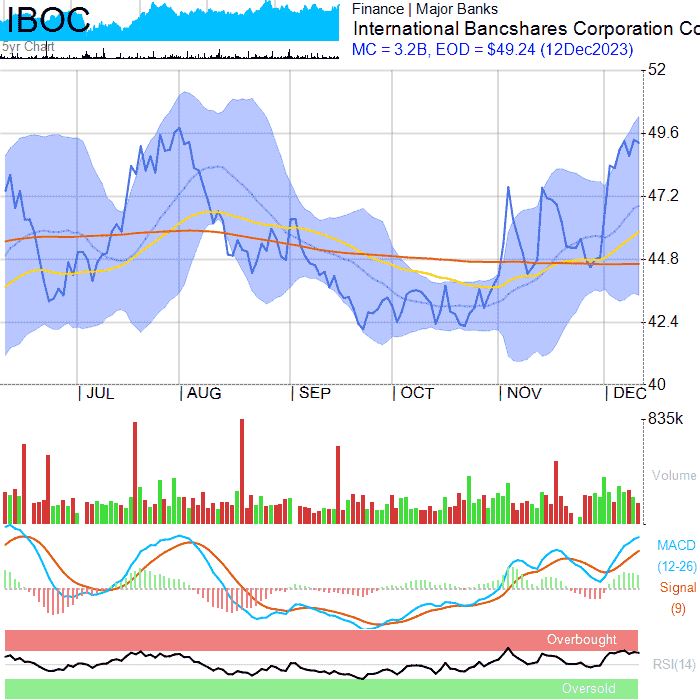 IBOC
5yr Chart
Finance | Major Banks
International Bancshares Corporation Co
MC = 3.2B, EOD = $49.24 (12Dec2023)
52
49.6
47.2
44.8
42.4
40
| JUL | AUG | SEP | OCT | NOV | DEC
835k
Volume
MACD
(12-26)
Signal
(9)
Overbought
RSI(14)
Oversold